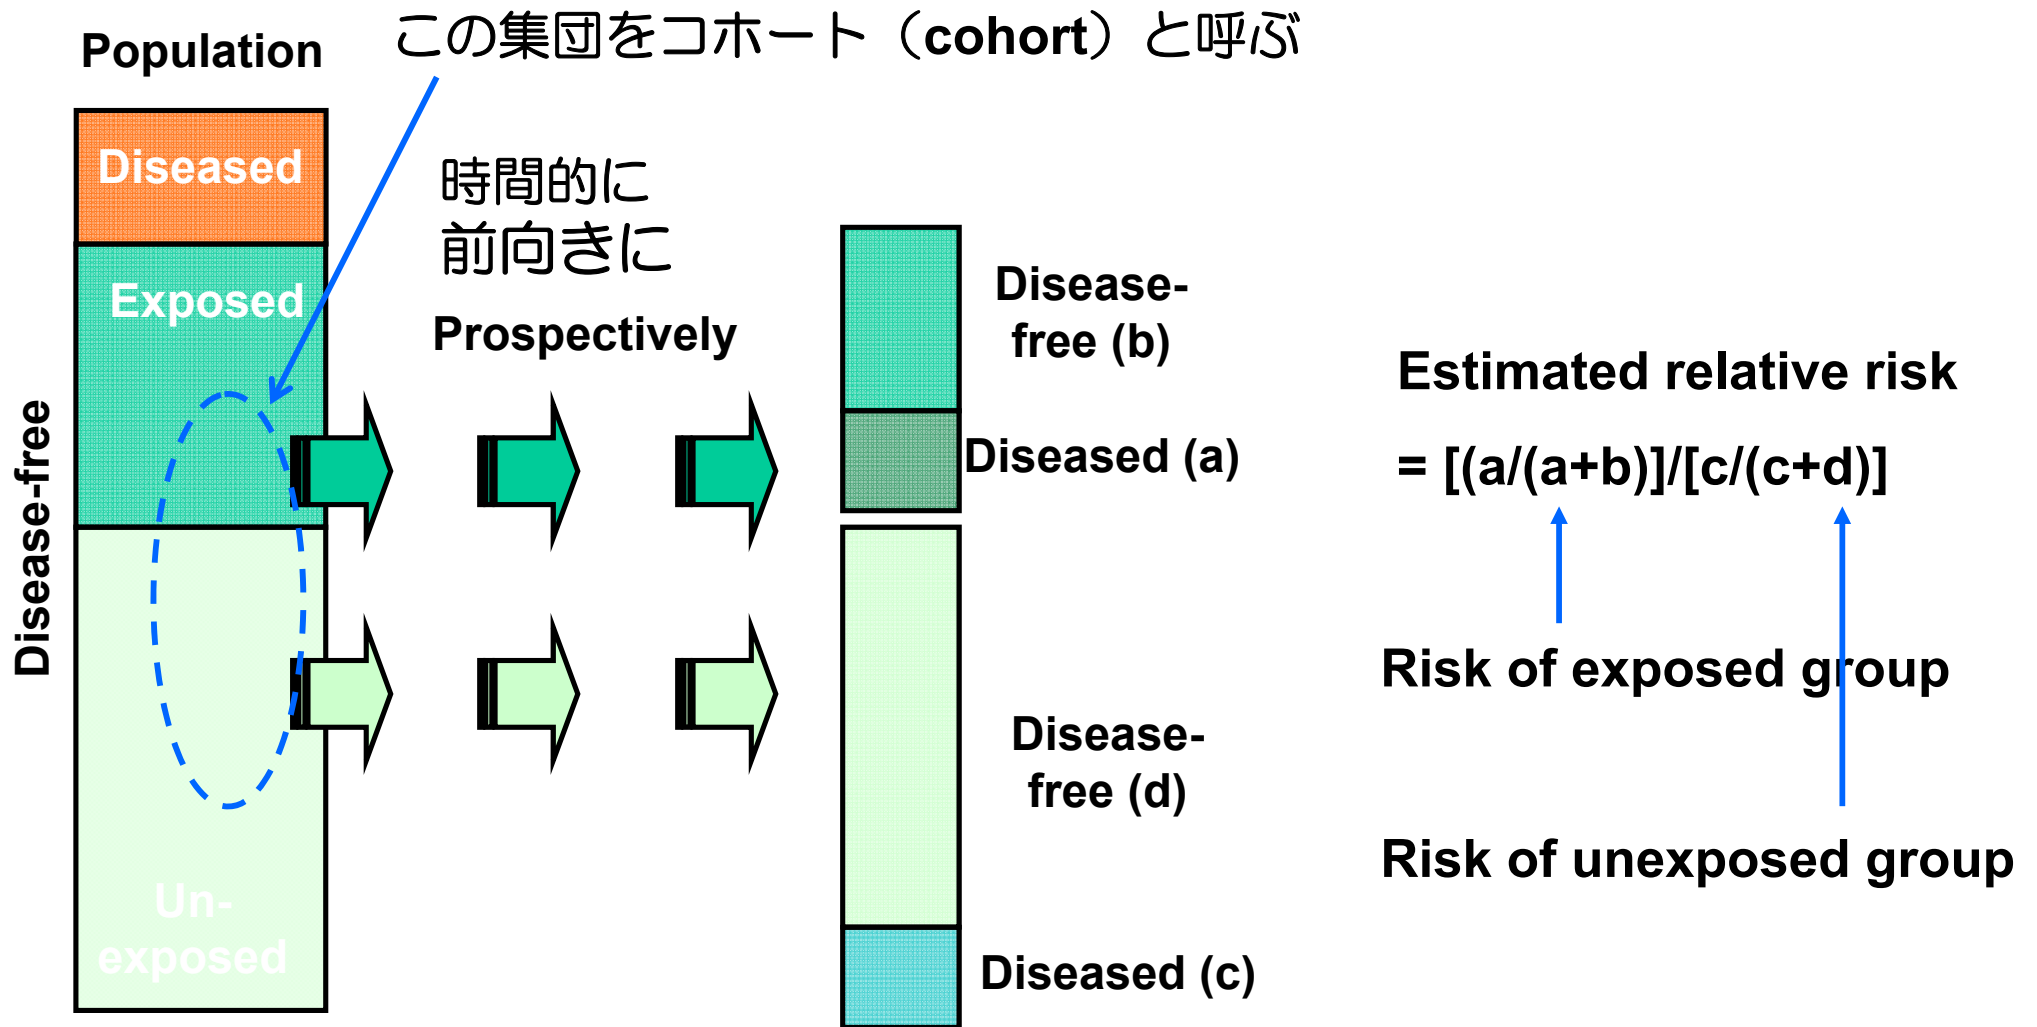 この集団をコホート（cohort）と呼ぶ
Population
Diseased
Exposed
時間的に
前向きに
Prospectively
Disease-free
Un-
exposed
Disease-
free (b)
Diseased (a)
Disease-
free (d)
Diseased (c)
Estimated relative risk
= [(a/(a+b)]/[c/(c+d)]
Risk of exposed group
Risk of unexposed group